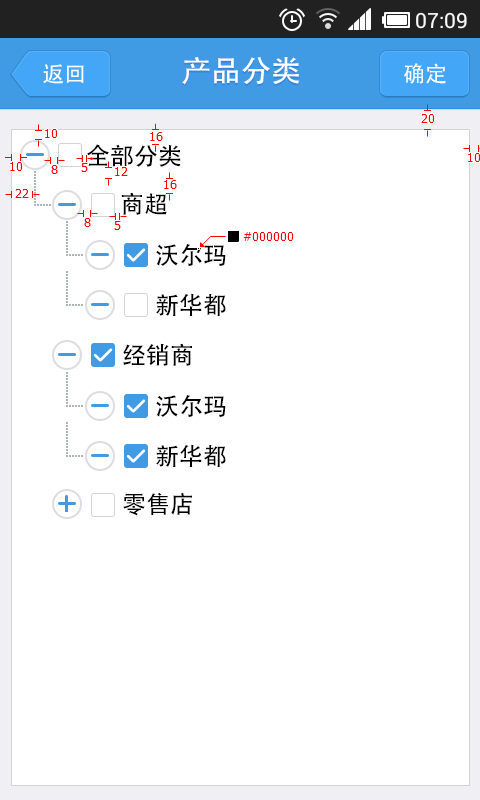 07:09
返回 产品分类 确定
20
10 16
全部分类
10 8 5 12 10
16
22
商超
8 5
#000000
沃尔玛
新华都
经销商
沃尔玛
新华都
零售店